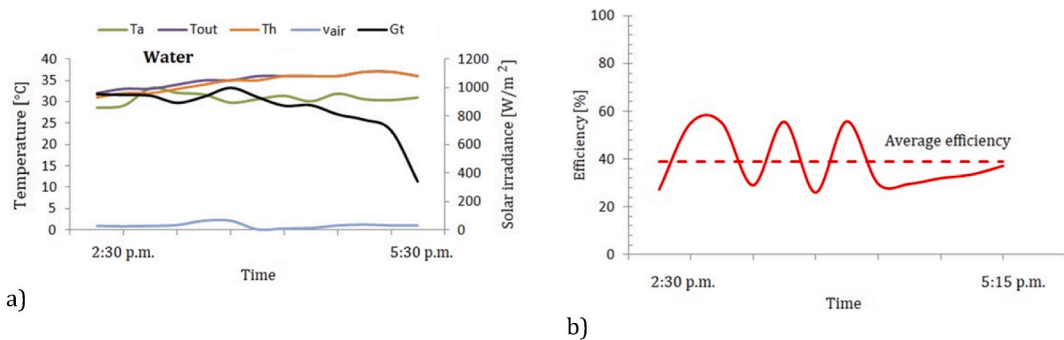 Ta Tout Th vair Gt
Water
40
35
30
25
20
15
10
5
0
Temperature [°C]
1200
1000
800
600
400
200
0
Solar irradiance [W/m²]
2:30 p.m. 5:30 p.m.
Time
a)
100
80
60
40
20
0
Efficiency [%]
Average efficiency
2:30 p.m. 5:15 p.m.
Time
b)